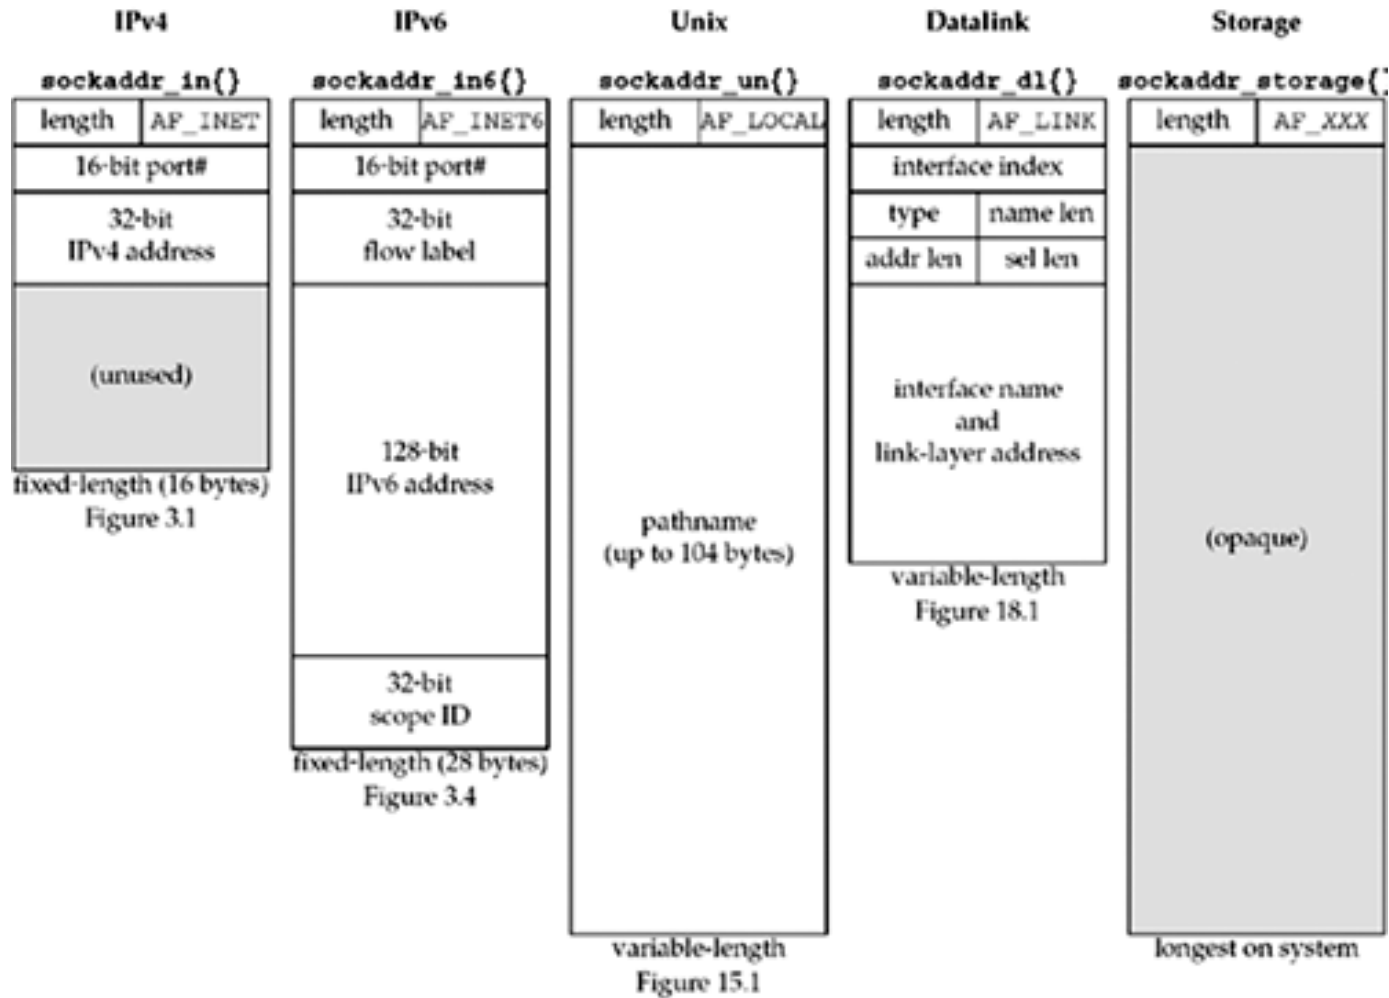 IPv4
sockaddr_in{}
length AF_INET
16-bit port#
32-bit
IPv4 address
(unused)
fixed-length (16 bytes)
Figure 3.1
IPv6
sockaddr_in6{}
length AF_INET6
16-bit port#
32-bit
flow label
128-bit
IPv6 address
32-bit
scope ID
fixed-length (28 bytes)
Figure 3.4
Unix
sockaddr_un{}
length AF_LOCAL
pathname
(up to 104 bytes)
variable-length
Figure 15.1
Datalink
sockaddr_dl{}
length AF_LINK
interface index
type name len
addr len sel len
interface name
and
link-layer address
variable-length
Figure 18.1
Storage
sockaddr_storage{}
length AF_XXX
(opaque)
longest on system